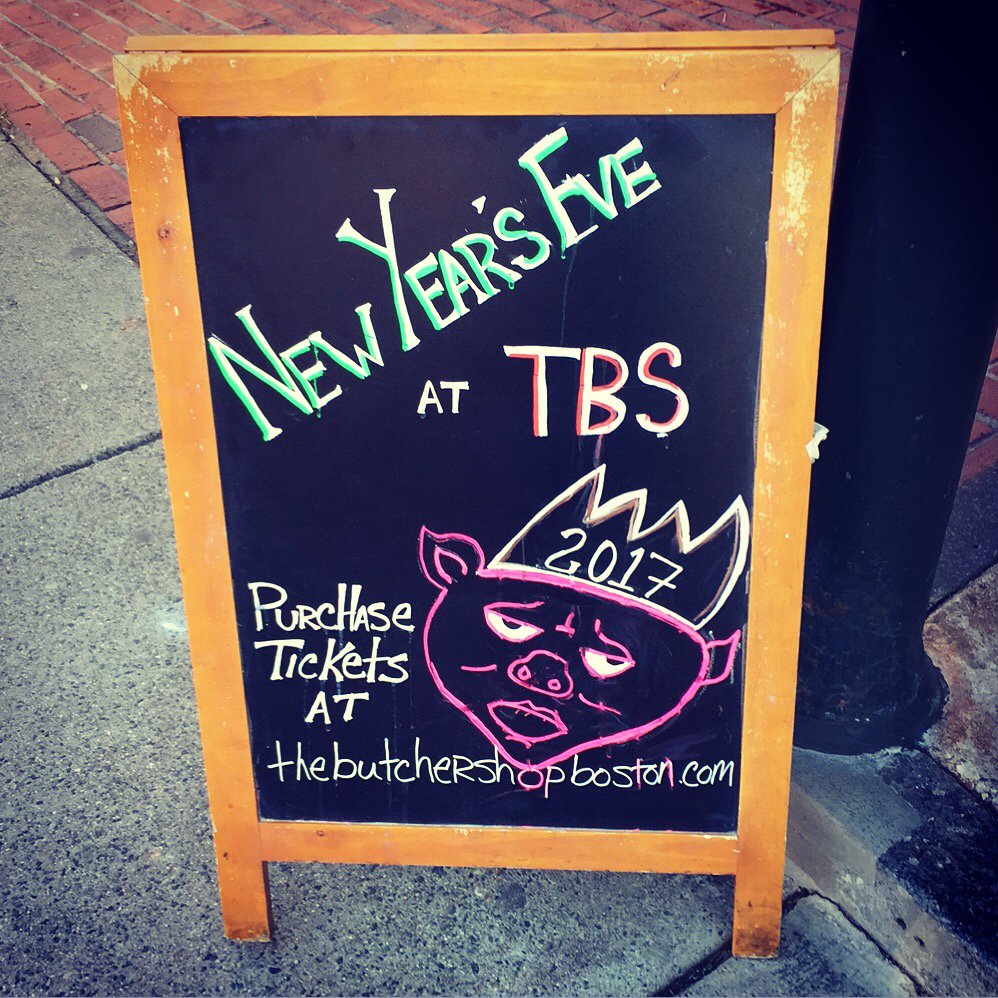 New Year's Eve
AT TBS
2017
Purchase
Tickets
AT
thebutchershopboston.com